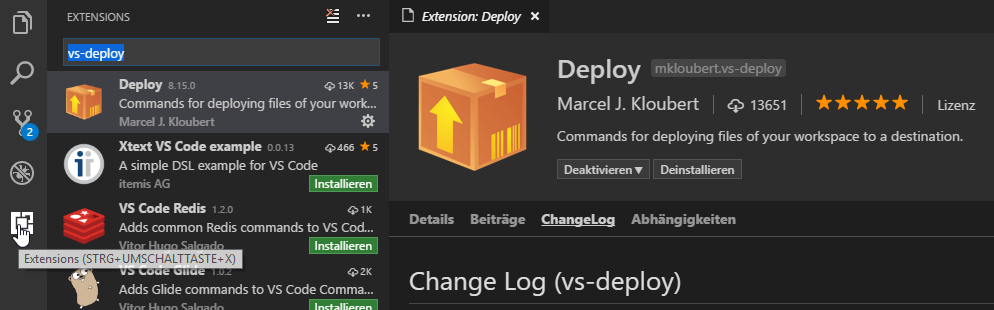 EXTENSIONS
vs-deploy
Deploy 8.15.0 13K 5
Commands for deploying files of your work...
Marcel J. Kloubert
Xtext VS Code example 0.0.13 466 5
A simple DSL example for VS Code
itemis AG Installieren
VS Code Redis 1.2.0 1K
Adds common Redis commands to VS Cod...
Vitor Hugo Salgado Installieren
Extensions (STRG+UMSCHALTTASTE+X)
VS Code Glide 1.0.2 2K
Adds Glide commands to VS Code Comma...
Vitor Hugo Salgado Installieren
2
Extension: Deploy
Deploy mkloubert.vs-deploy
Marcel J. Kloubert 13651 Lizenz
Commands for deploying files of your workspace to a destination.
Deaktivieren Deinstallieren
Details Beiträge ChangeLog Abhängigkeiten
Change Log (vs-deploy)